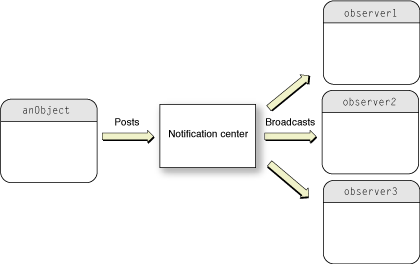 anObject
Posts
Notification center
Broadcasts
observer1
observer2
observer3